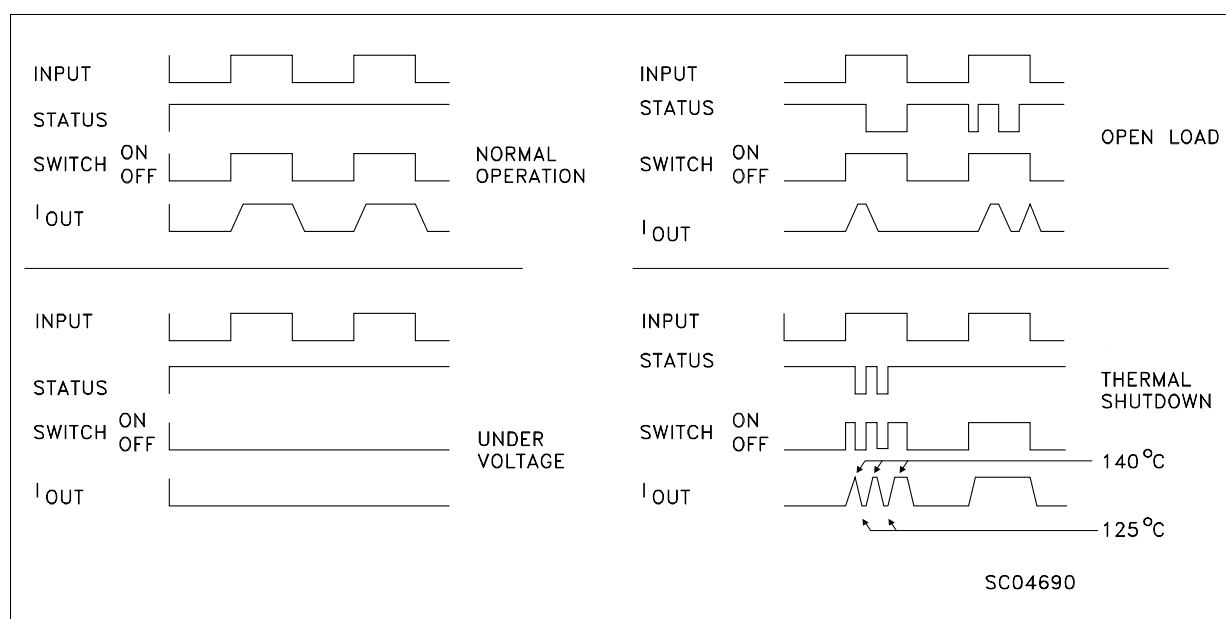 INPUT
STATUS
SWITCH ON
OFF
I OUT
NORMAL
OPERATION
INPUT
STATUS
SWITCH ON
OFF
I OUT
OPEN LOAD
INPUT
STATUS
SWITCH ON
OFF
I OUT
UNDER
VOLTAGE
INPUT
STATUS
SWITCH ON
OFF
I OUT
THERMAL
SHUTDOWN
140°C
125°C
SC04690